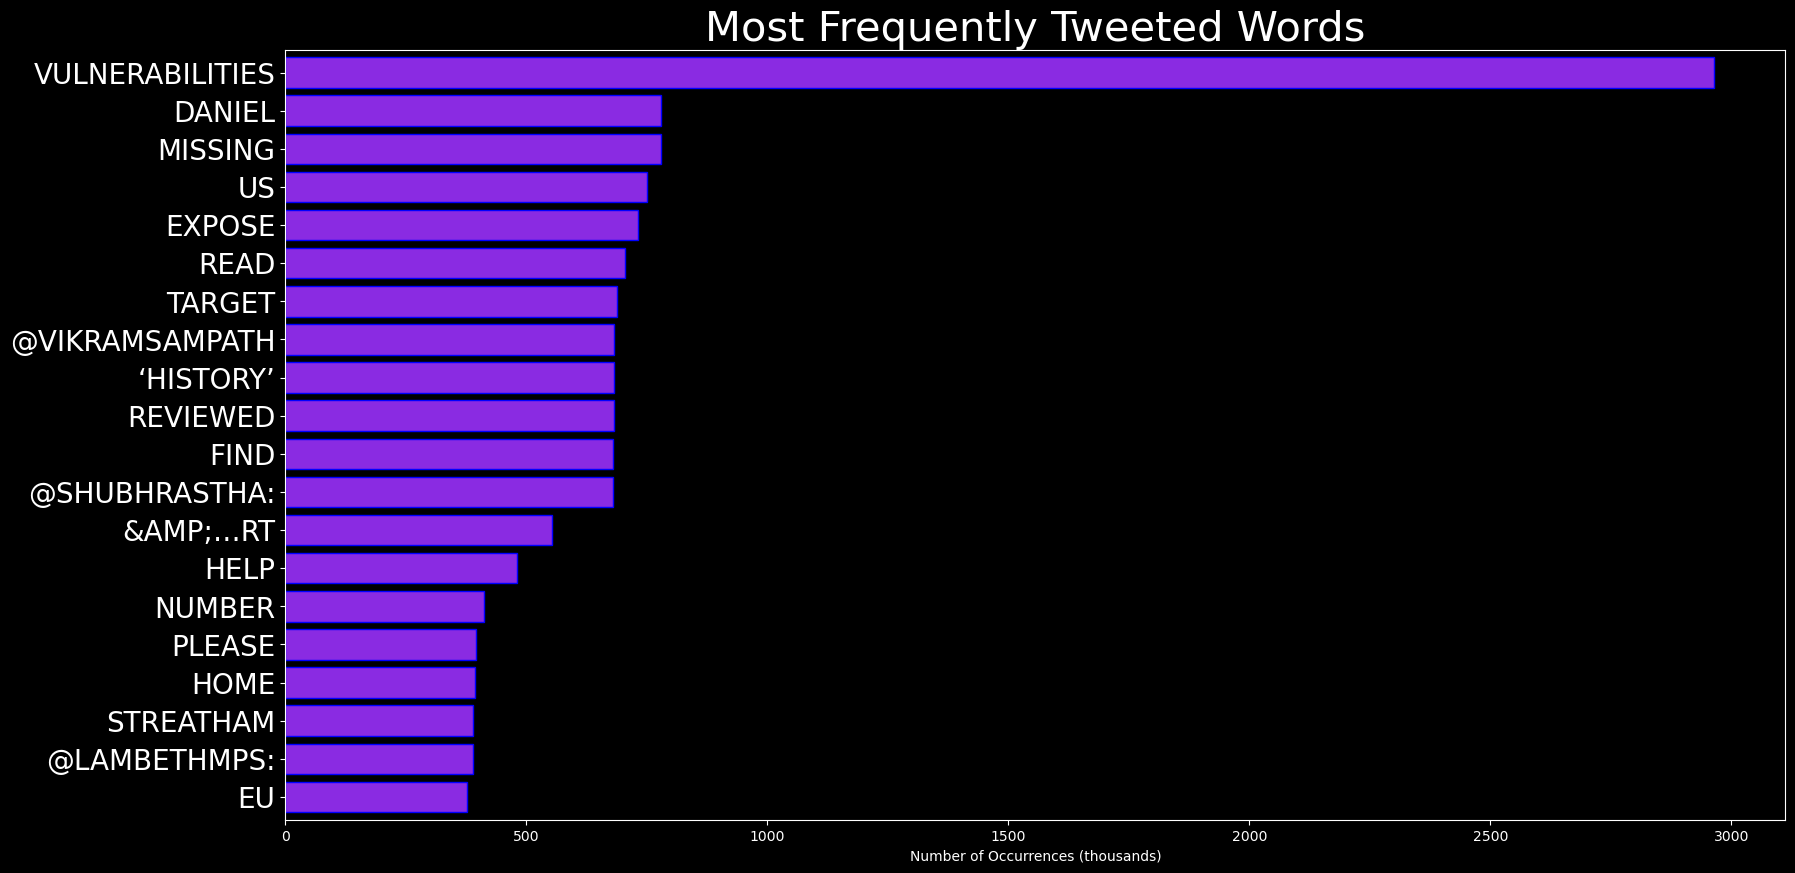 Most Frequently Tweeted Words
VULNERABILITIES
DANIEL
MISSING
US
EXPOSE
READ
TARGET
@VIKRAMSAMPATH
‘HISTORY’
REVIEWED
FIND
@SHUBHRASTHA:
&AMP;…RT
HELP
NUMBER
PLEASE
HOME
STREATHAM
@LAMBETHMPS:
EU
0 500 1000 1500 2000 2500 3000
Number of Occurrences (thousands)